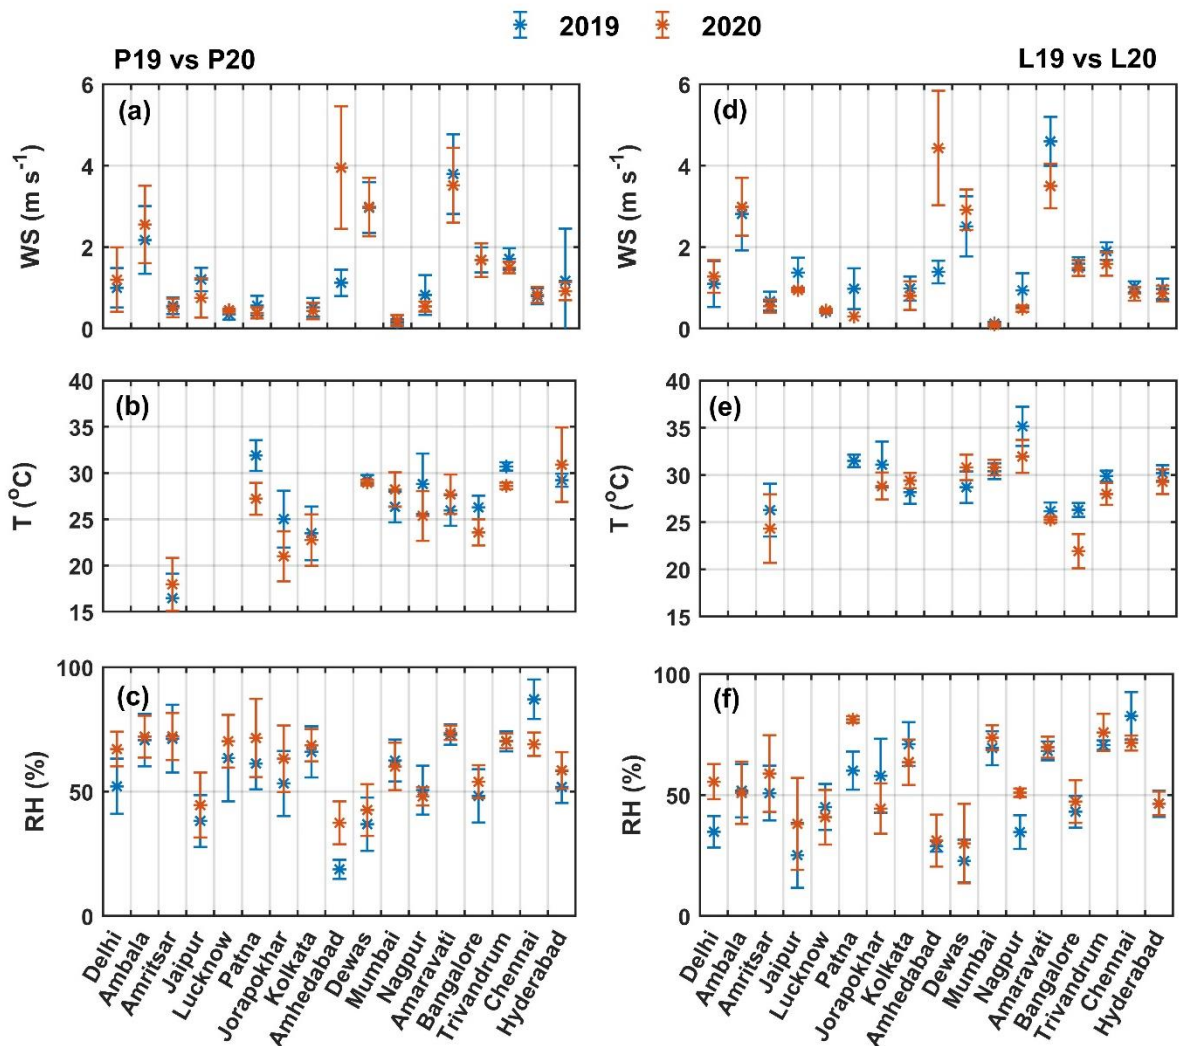 2019 2020
P19 vs P20
L19 vs L20
(a)
WS (m s-1)
6
4
2
0
(d)
WS (m s-1)
6
4
2
0
(b)
T (oC)
40
35
30
25
20
15
(e)
T (oC)
40
35
30
25
20
15
(c)
RH (%)
100
50
0
(f)
RH (%)
100
50
0
Delhi
Ambala
Amritsar
Jaipur
Lucknow
Patna
Jorapokhar
Kolkata
Amhedabad
Dewas
Mumbai
Nagpur
Amaravati
Bangalore
Trivandrum
Chennai
Hyderabad
Delhi
Ambala
Amritsar
Jaipur
Lucknow
Patna
Jorapokhar
Kolkata
Amhedabad
Dewas
Mumbai
Nagpur
Amaravati
Bangalore
Trivandrum
Chennai
Hyderabad